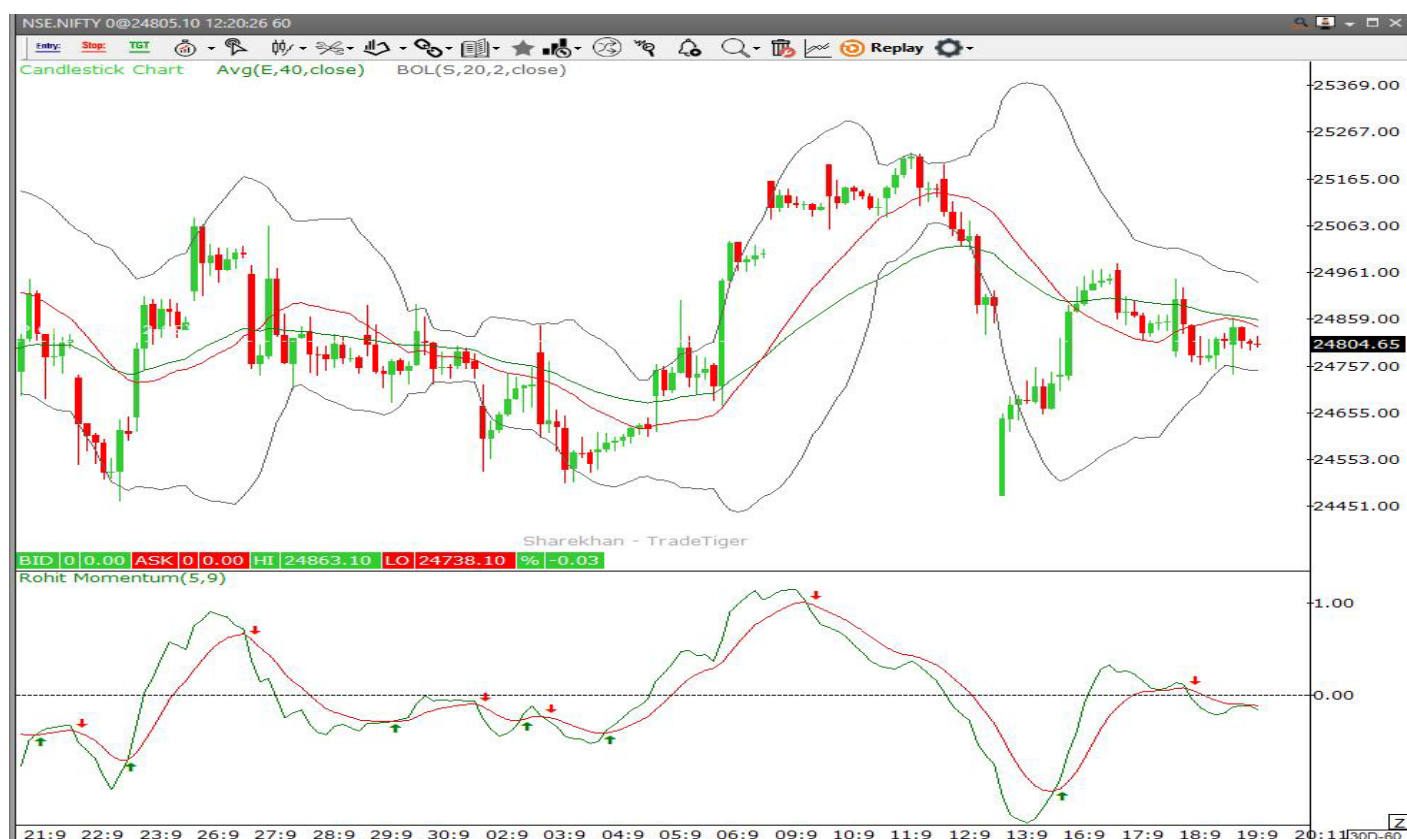 NSE.NIFTY 0@24805.10 12:20:26 60
Entry: Stop: TGT Replay
Candlestick Chart Avg(E,40,close) BOL(S,20,2,close)
25369.00
25267.00
25165.00
25063.00
24961.00
24859.00
24804.65
24757.00
24655.00
24553.00
24451.00
Sharekhan - TradeTiger
BID 0 0.00 ASK 0 0.00 HI 24863.10 LO 24738.10 % -0.03
Rohit Momentum(5,9)
1.00
0.00
Z
21:9 22:9 23:9 26:9 27:9 28:9 29:9 30:9 02:9 03:9 04:9 05:9 06:9 09:9 10:9 11:9 12:9 13:9 16:9 17:9 18:9 19:9 20:11 30D-60